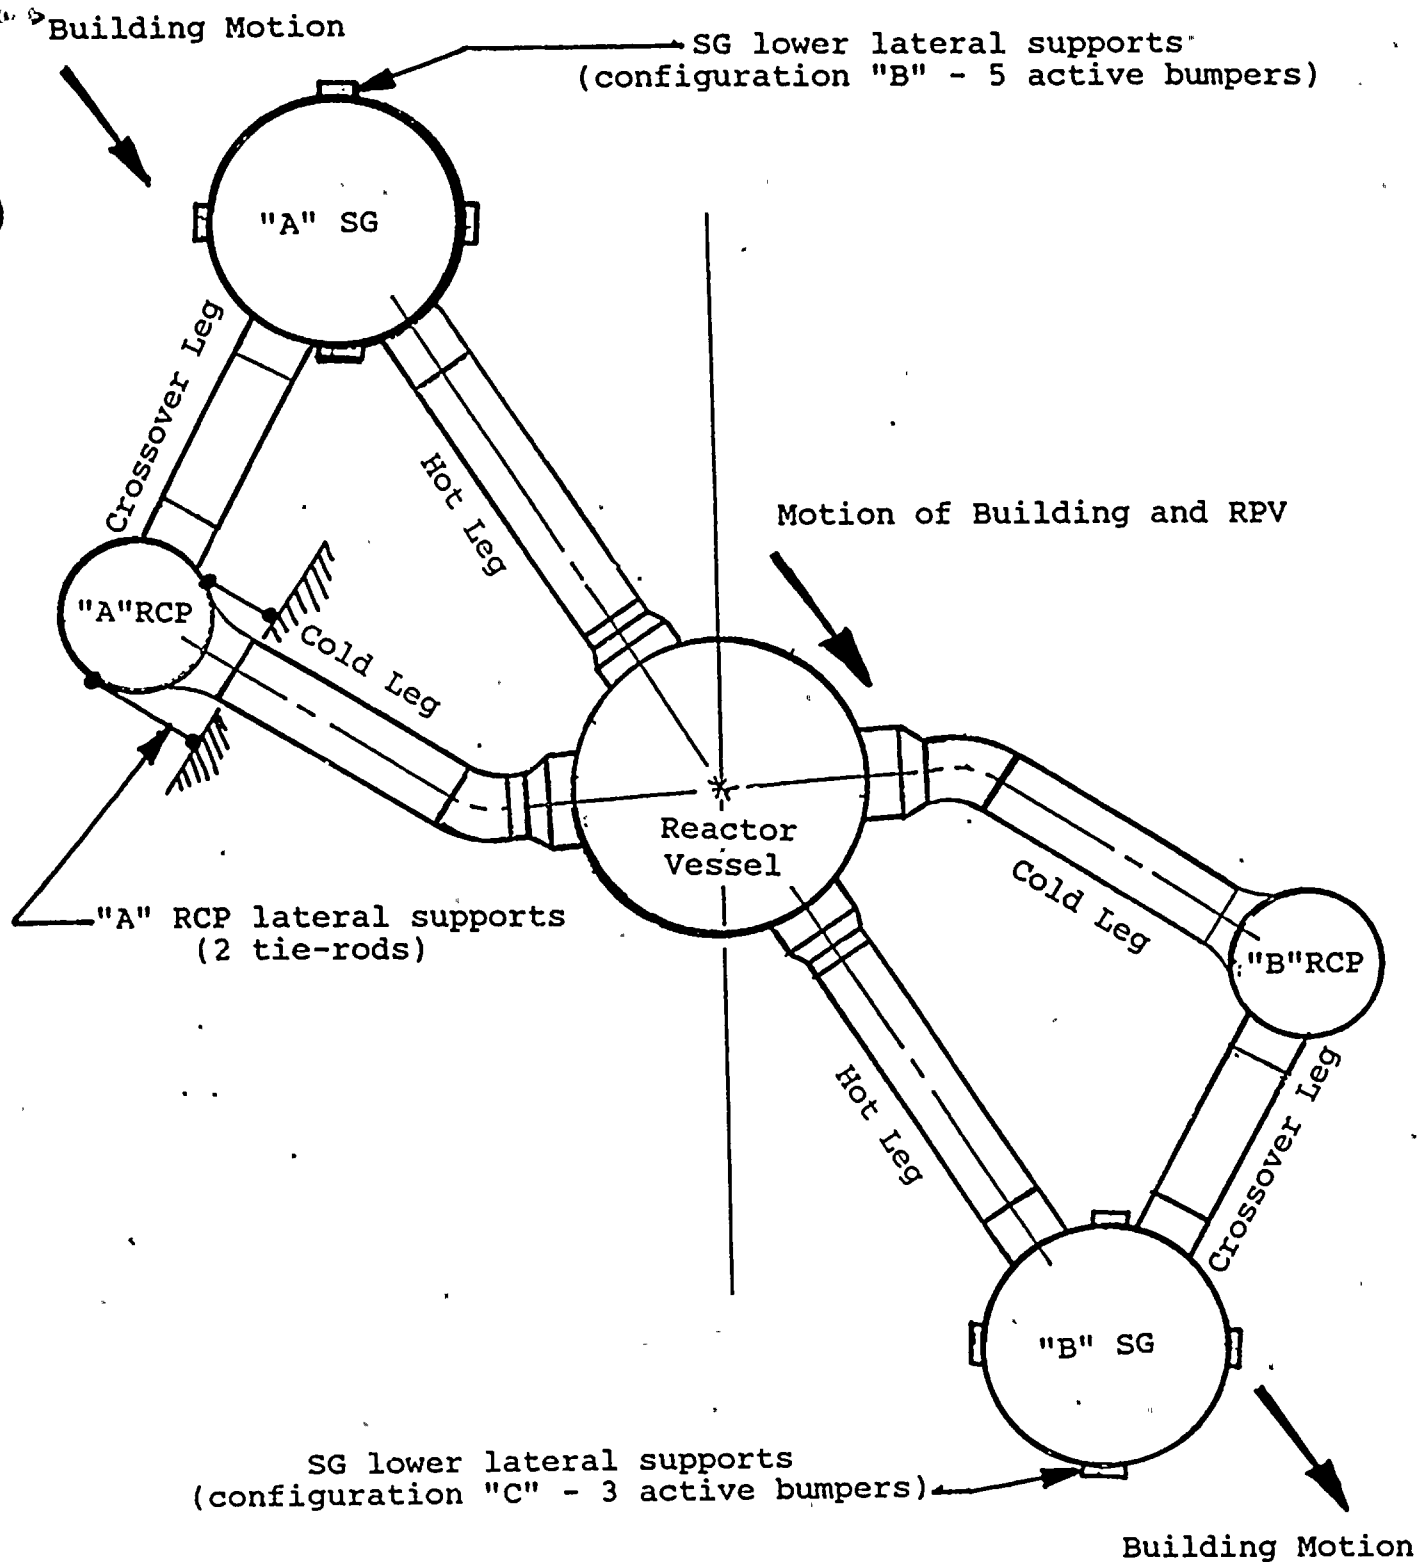 Building Motion
SG lower lateral supports
(configuration "B" - 5 active bumpers)
"A" SG
Crossover Leg
Hot Leg
Motion of Building and RPV
"A"RCP
Cold Leg
Reactor
Vessel
Cold Leg
"A" RCP lateral supports
(2 tie-rods)
"B"RCP
Hot Leg
Crossover Leg
"B" SG
SG lower lateral supports
(configuration "C" - 3 active bumpers)
Building Motion